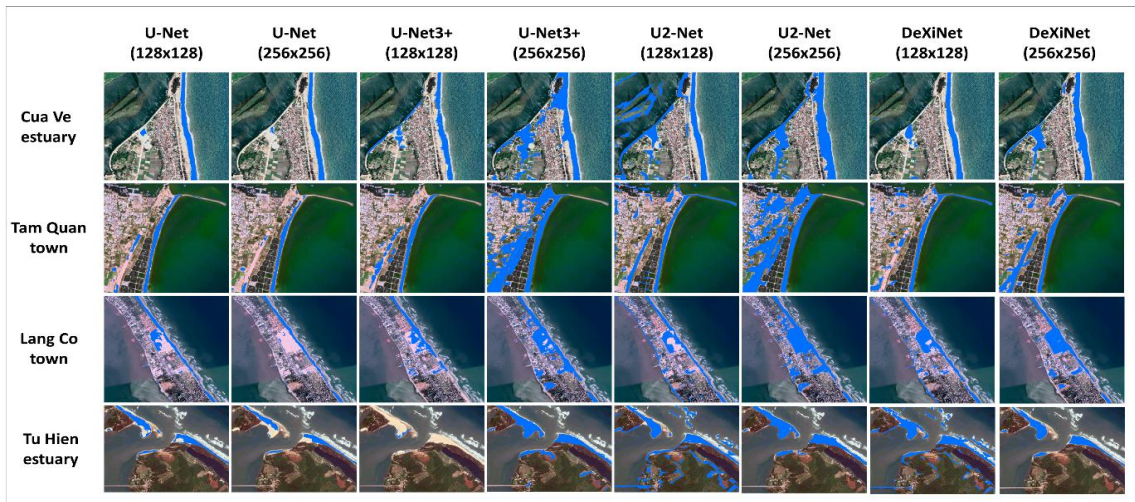 U-Net U-Net U-Net3+ U-Net3+ U2-Net U2-Net DeXiNet DeXiNet
(128x128) (256x256) (128x128) (256x256) (128x128) (256x256) (128x128) (256x256)
Cua Ve
estuary
Tam Quan
town
Lang Co
town
Tu Hien
estuary